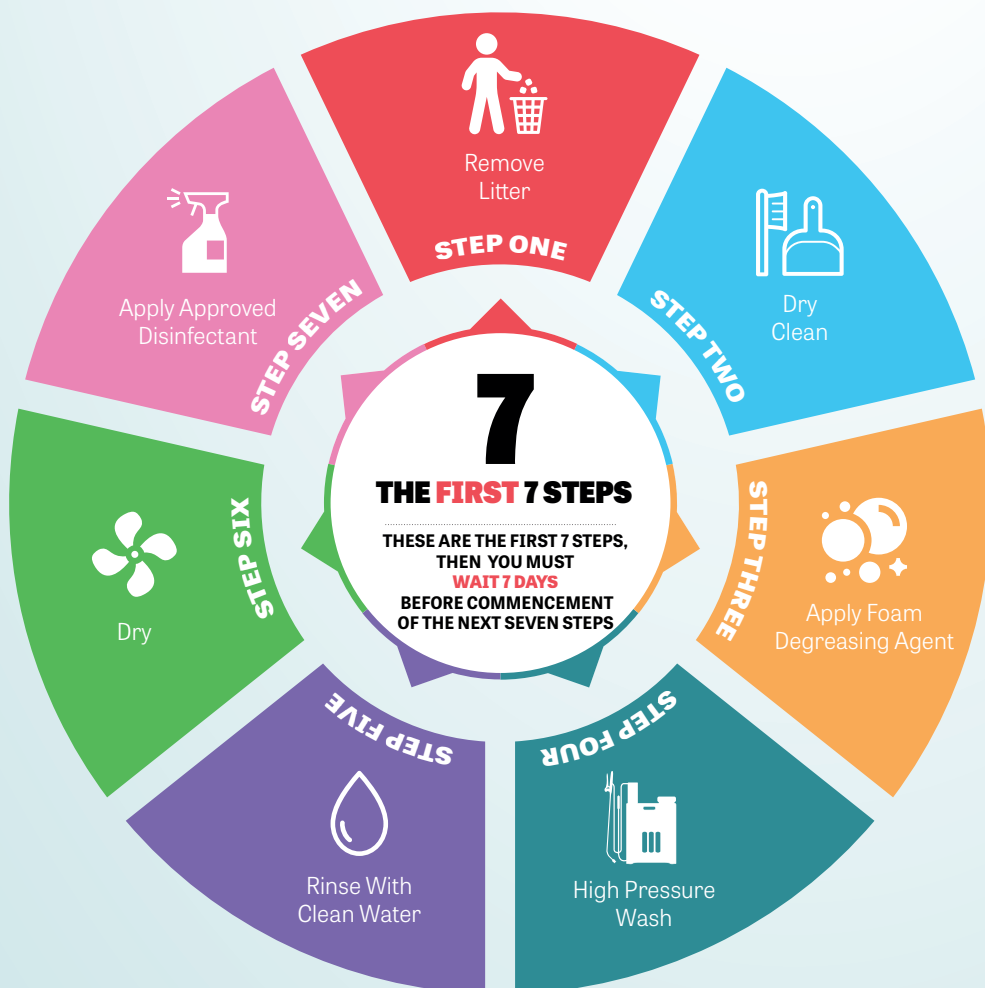 Remove
Litter
STEP ONE
Dry
Clean
STEP TWO
Apply Foam
Degreasing Agent
STEP THREE
High Pressure
Wash
STEP FOUR
Rinse With
Clean Water
STEP FIVE
Dry
STEP SIX
Apply Approved
Disinfectant
STEP SEVEN
7
THE FIRST 7 STEPS
THESE ARE THE FIRST 7 STEPS,
THEN YOU MUST
WAIT 7 DAYS
BEFORE COMMENCEMENT
OF THE NEXT SEVEN STEPS